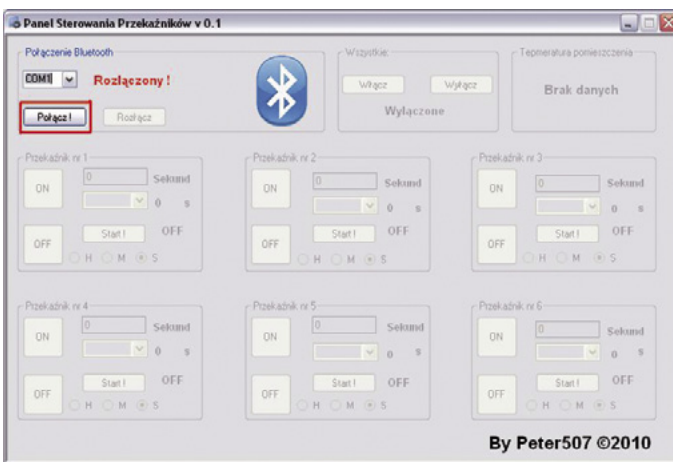 Panel Sterowania Przekaźników v 0.1
Połączenie Bluetooth
COM1
Rozłączony !
Połącz !
Rozłącz
Wszystkie:
Włącz
Wyłącz
Wyłączone
Tepmeratura pomieszczenia
Brak danych
Przekaźnik nr 1
ON
0
Sekund
0 s
OFF
Start !
OFF
H M S
Przekaźnik nr 2
ON
0
Sekund
0 s
OFF
Start !
OFF
H M S
Przekaźnik nr 3
ON
0
Sekund
0 s
OFF
Start !
OFF
H M S
Przekaźnik nr 4
ON
0
Sekund
0 s
OFF
Start !
OFF
H M S
Przekaźnik nr 5
ON
0
Sekund
0 s
OFF
Start !
OFF
H M S
Przekaźnik nr 6
ON
0
Sekund
0 s
OFF
Start !
OFF
H M S
By Peter507 ©2010